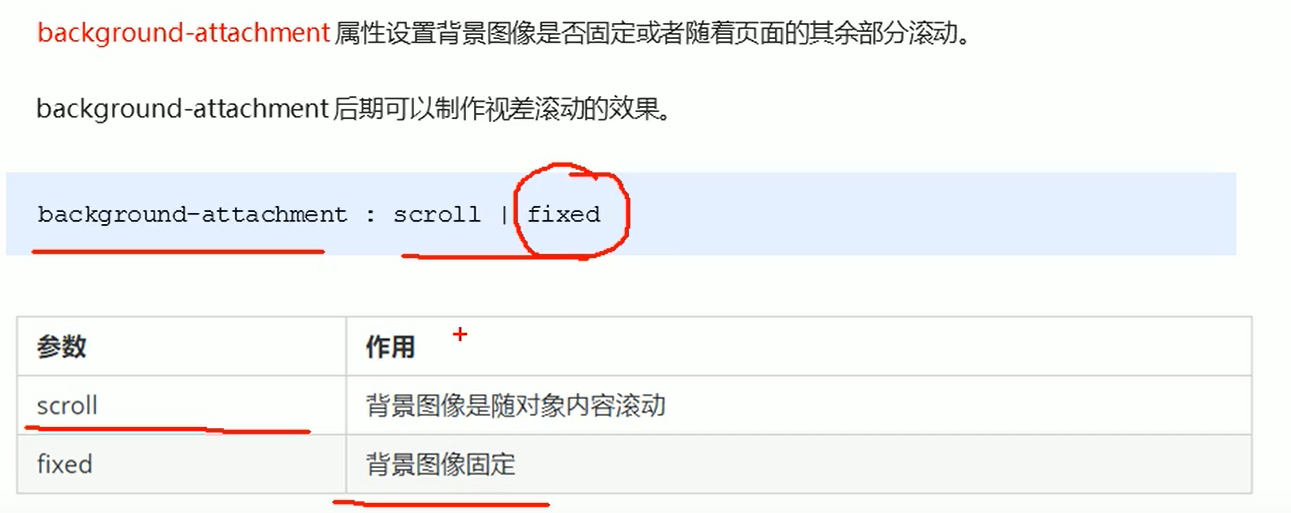 background-attachment 属性设置背景图像是否固定或者随着页面的其余部分滚动。
background-attachment 后期可以制作视差滚动的效果。
background-attachment : scroll | fixed
参数 作用
scroll 背景图像是随对象内容滚动
fixed 背景图像固定